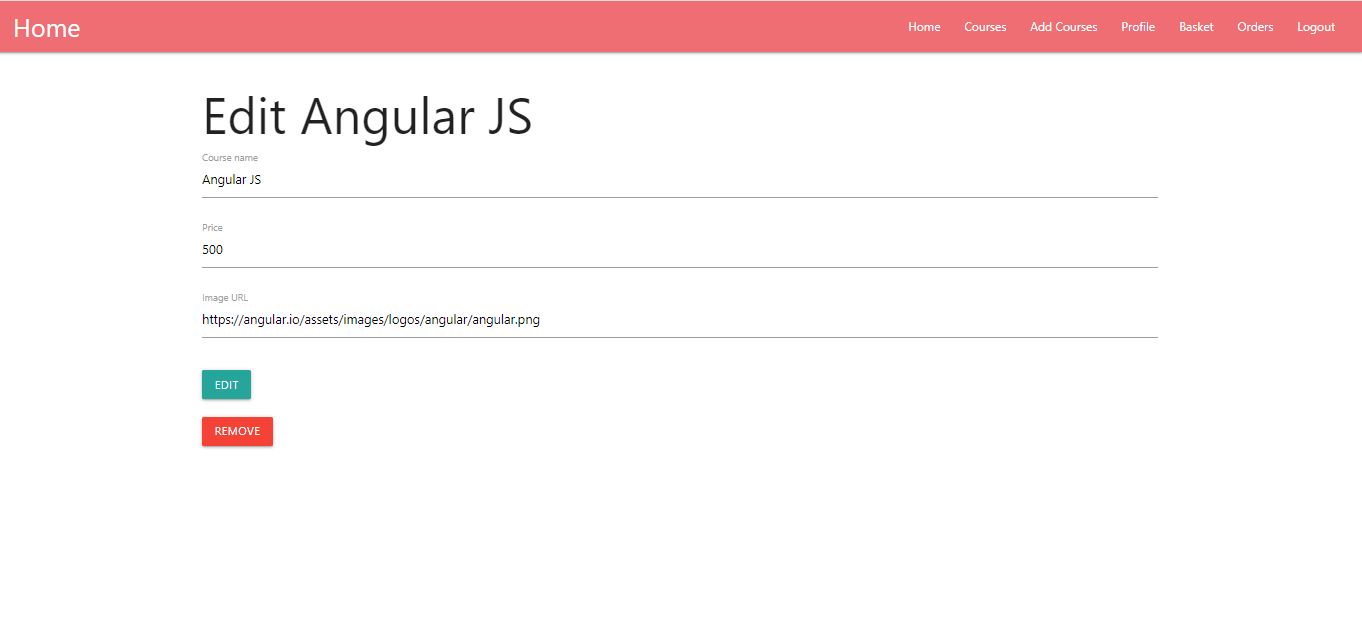 Home Home Courses Add Courses Profile Basket Orders Logout
Edit Angular JS
Course name
Angular JS
Price
500
Image URL
https://angular.io/assets/images/logos/angular/angular.png
EDIT
REMOVE